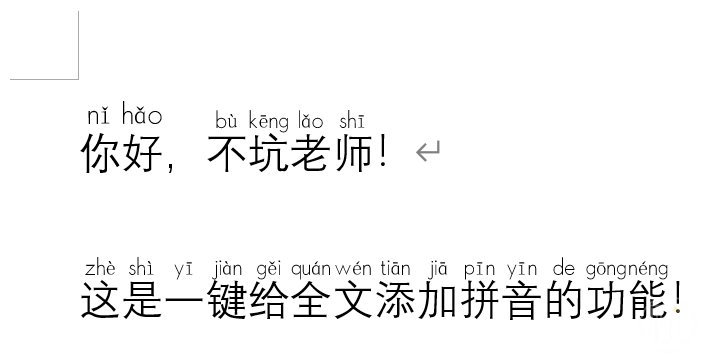 nǐ hǎo bù kēng lǎo shī
你好，不坑老师！↵
zhè shì yī jiàn gěi quán wén tiān jiā pīn yīn de gōng néng
这是一键给全文添加拼音的功能！